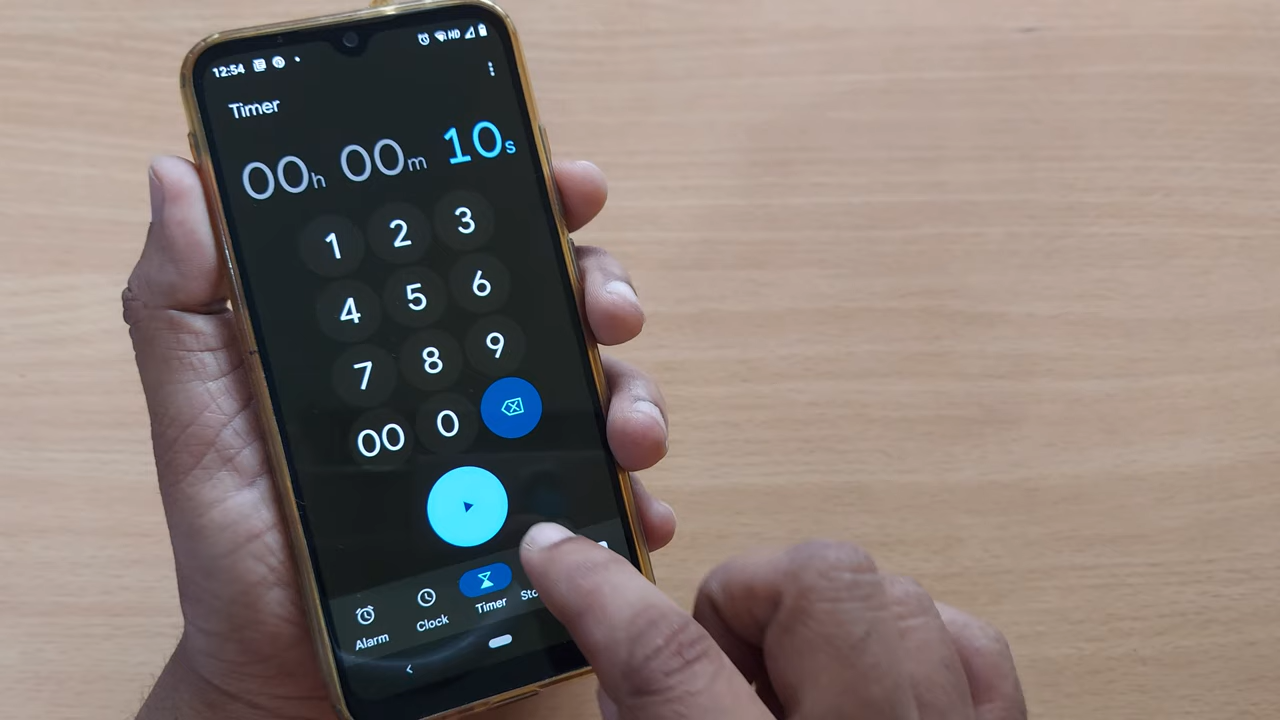 12:54 HD
Timer
00h 00m 10s
1 2 3
4 5 6
7 8 9
00 0
Alarm Clock Timer